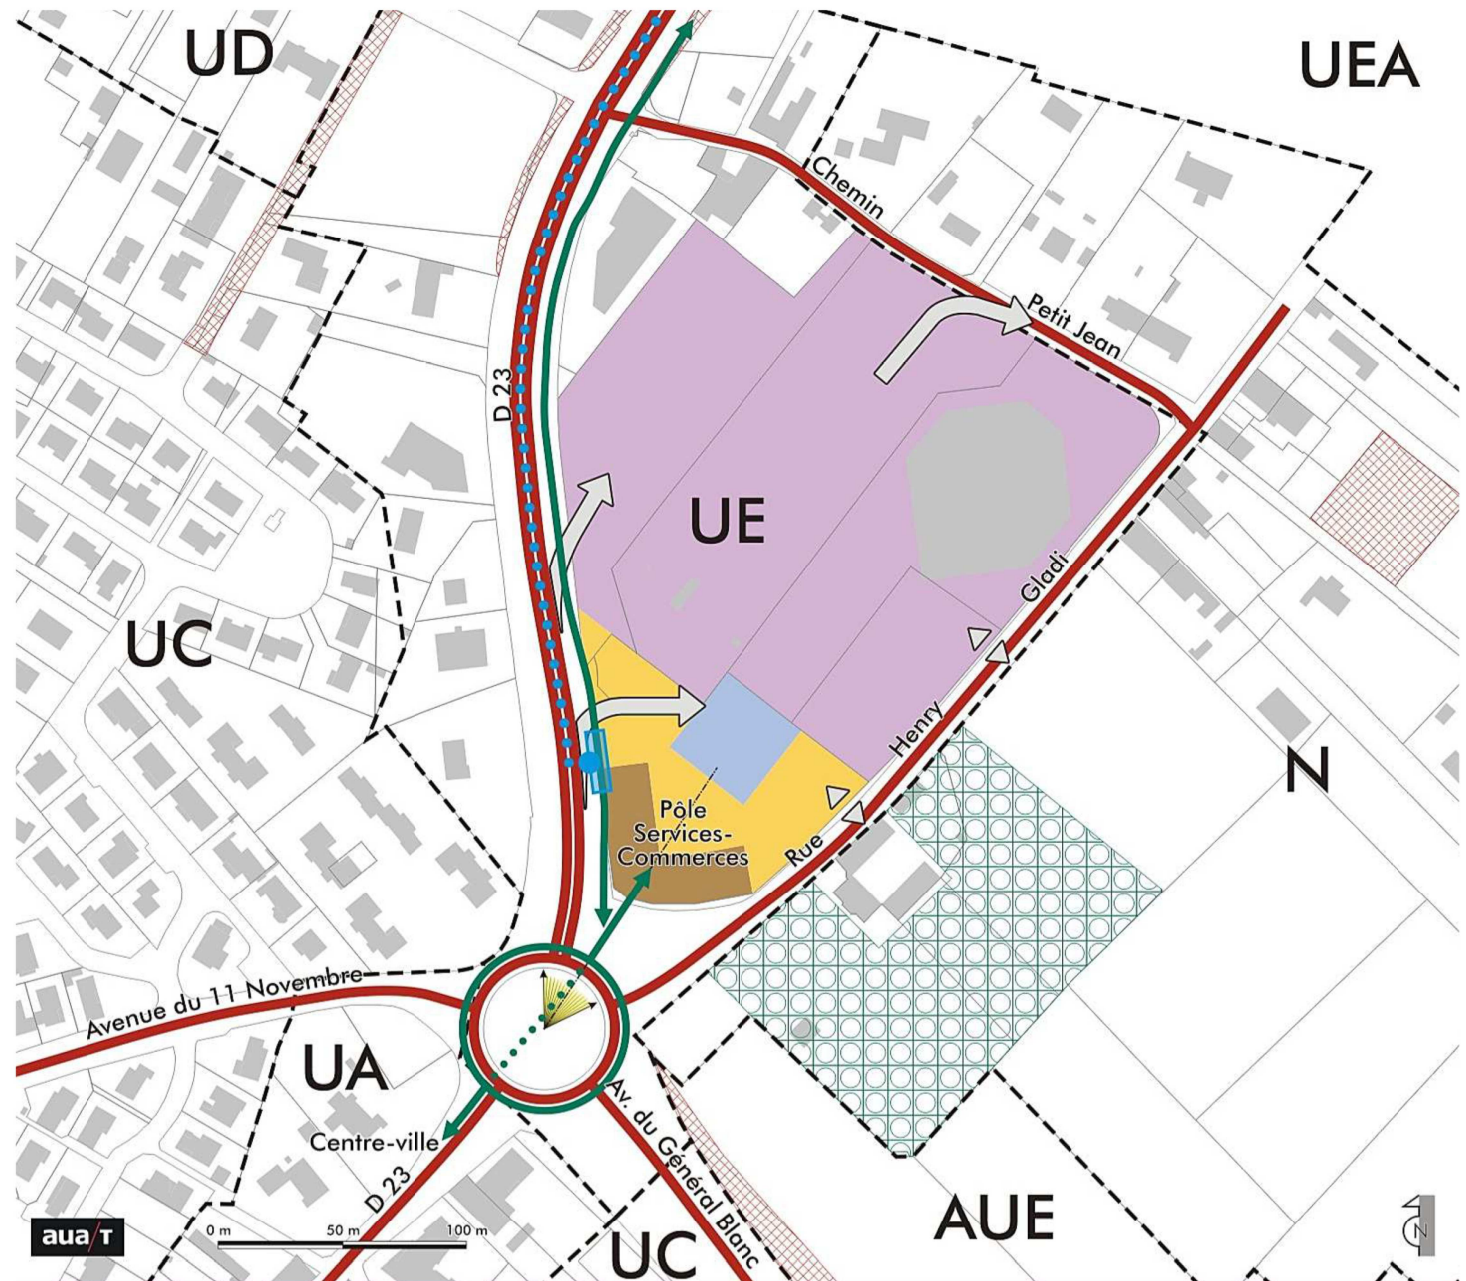 UD
UEA
Chemin
Petit Jean
D 23
UE
Gladi
UC
Henry
N
Pôle
Services-
Commerces
Rue
Avenue du 11 Novembre
UA
Centre-ville
Av. du Général Blanc
D 23
AUE
aua/T
0 m 50 m 100 m
UC
N